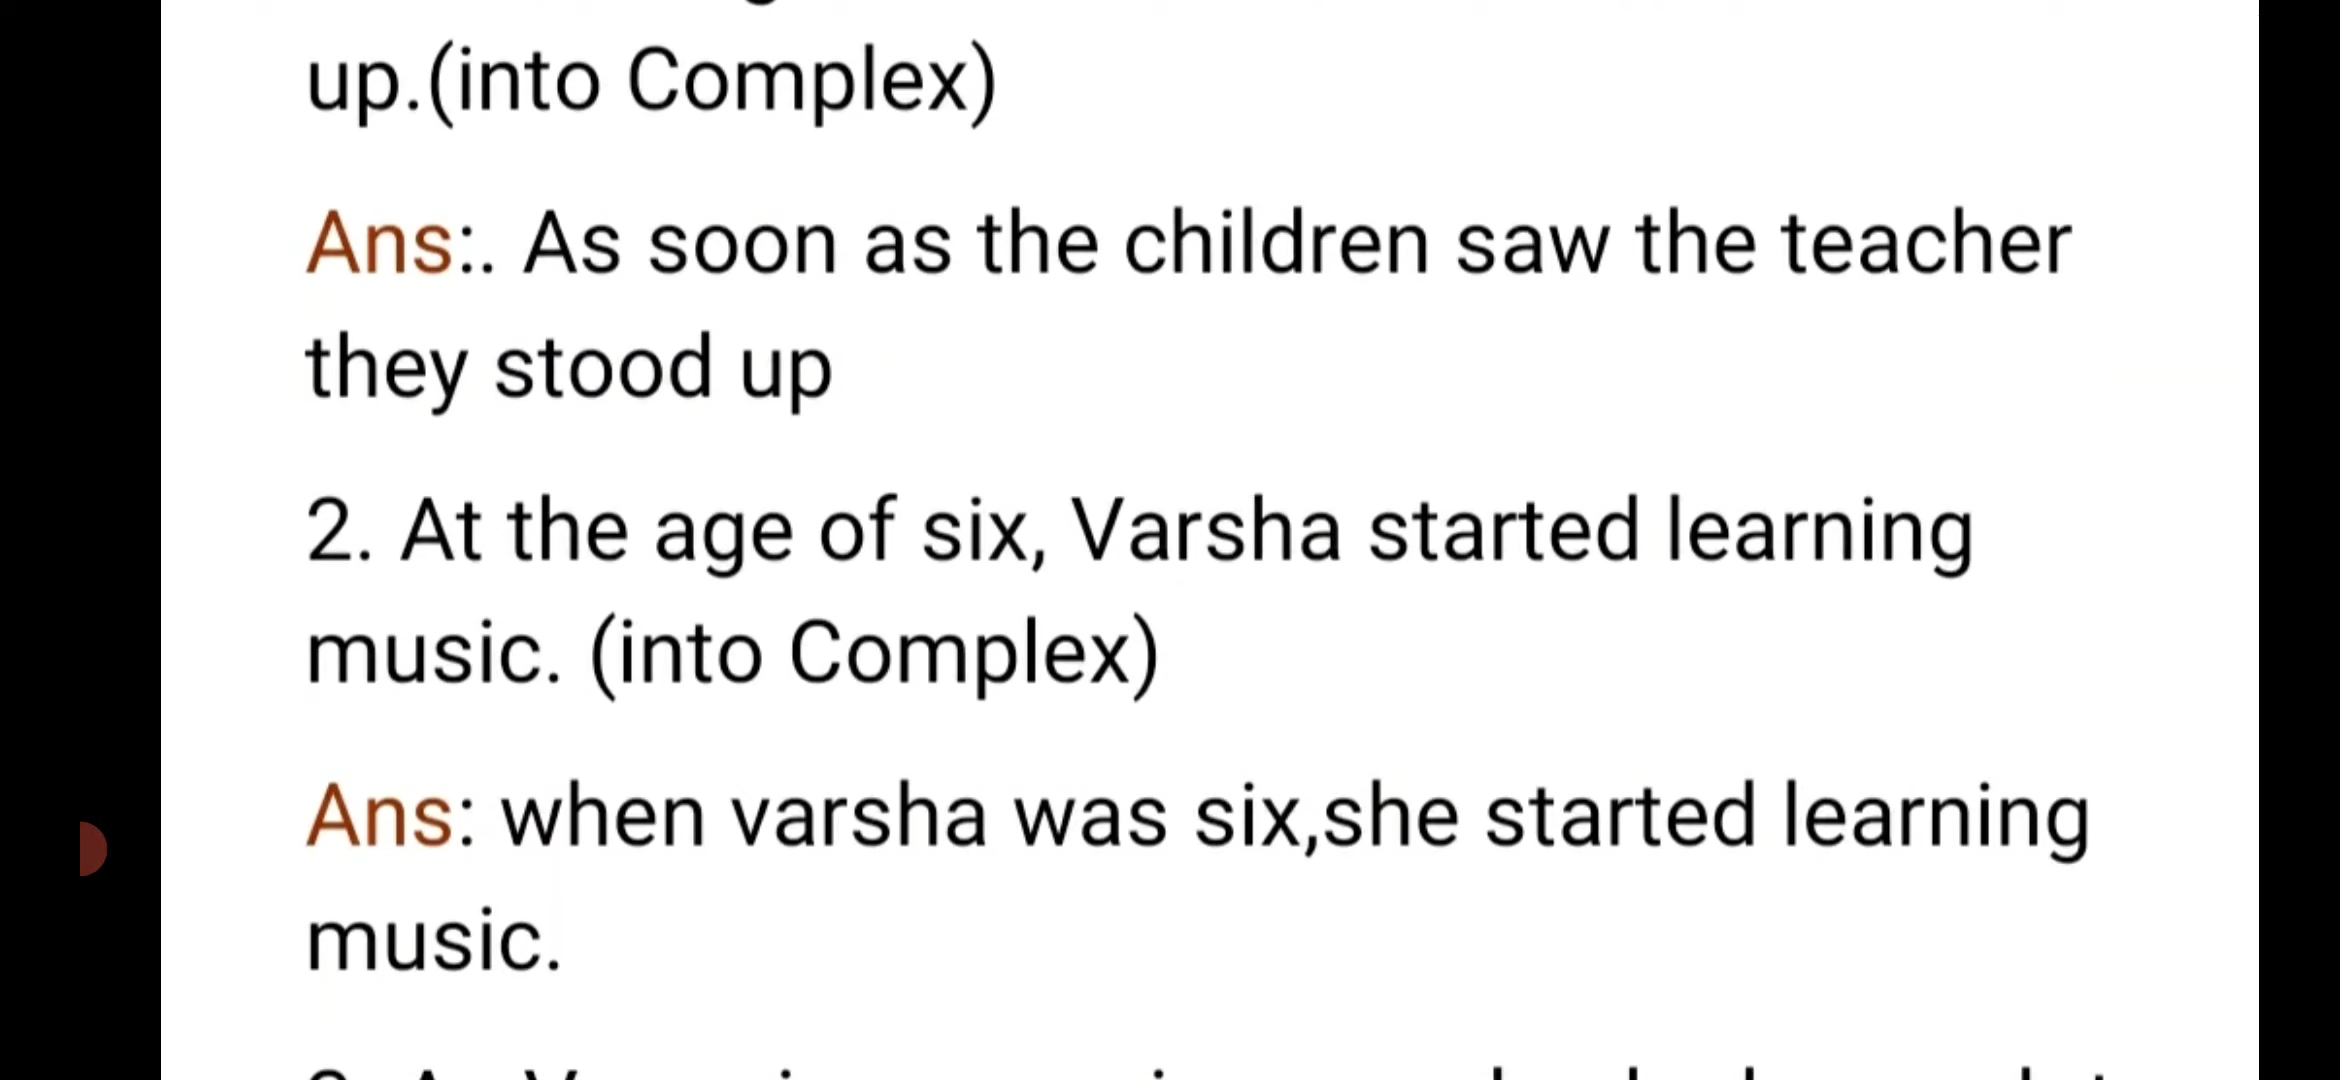 up.(into Complex)
Ans:. As soon as the children saw the teacher
they stood up
2. At the age of six, Varsha started learning
music. (into Complex)
Ans: when varsha was six,she started learning
music.